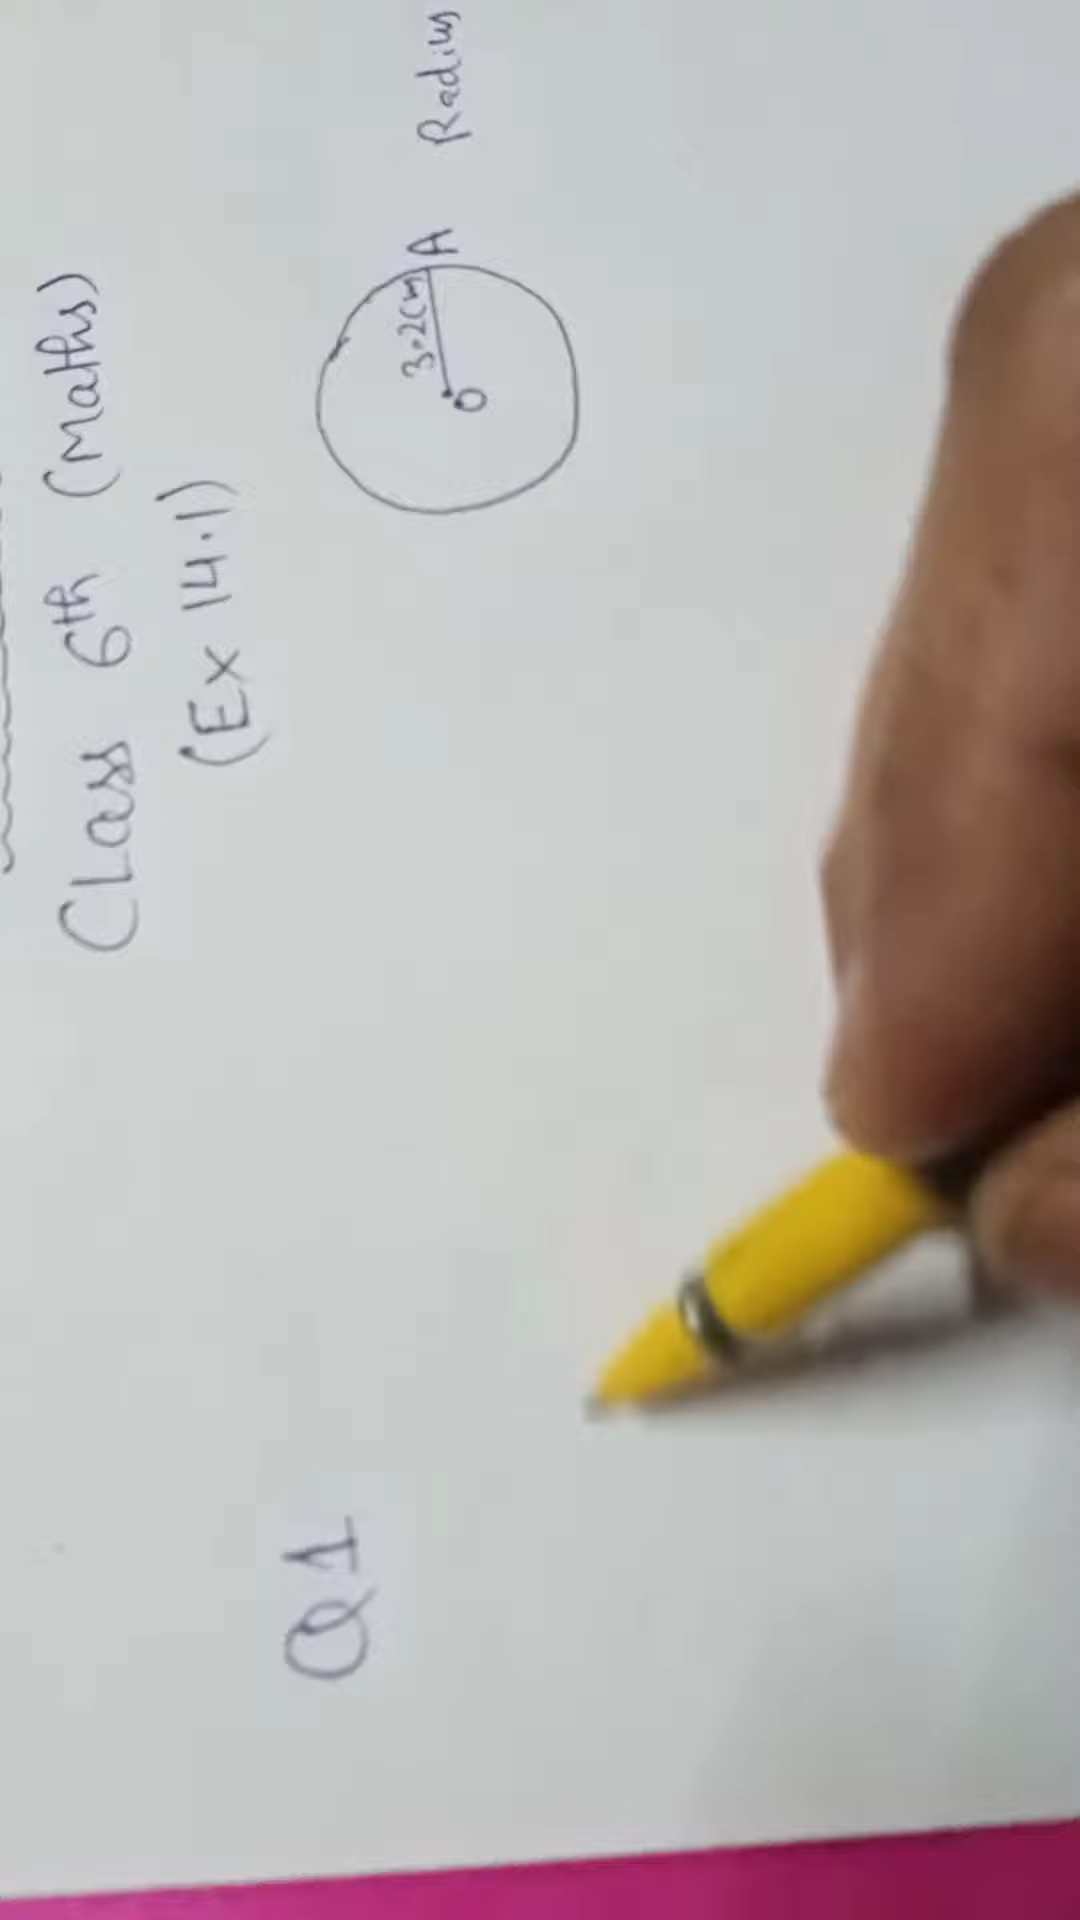 Class 6th (Maths)
(Ex 14.1)
Q1
3.2cm
O
A
Radius